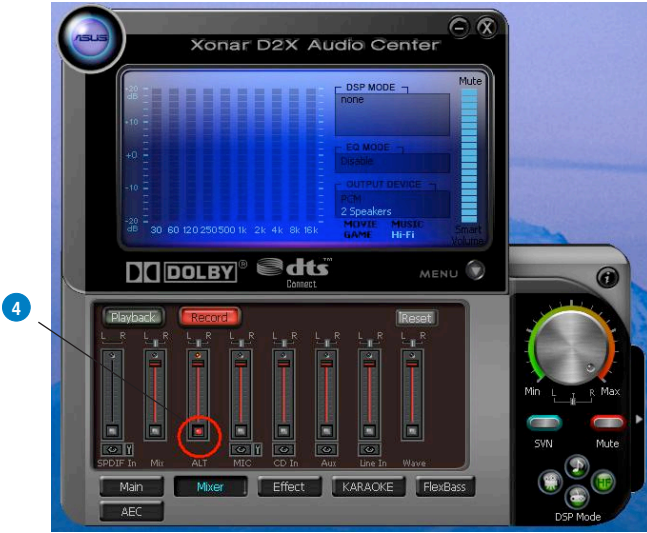 ASUS
Xonar D2X Audio Center
+20
dB
+10
+0
-10
-20
dB
30 60 120 250 500 1k 2k 4k 8k 16k
DSP MODE
none
EQ MODE
Disable
OUTPUT DEVICE
PCM
2 Speakers
MOVIE MUSIC
GAME Hi-Fi
Mute
Smart
Volume
DOLBY® dts™
Connect
MENU
4
Playback Record Reset
L R L R L R L R L R L R L R L R
SPDIF In Mix ALT MIC CD In Aux Line In Wave
Main Mixer Effect KARAOKE FlexBass
AEC
i
Min L R Max
SVN Mute
HF
DSP Mode